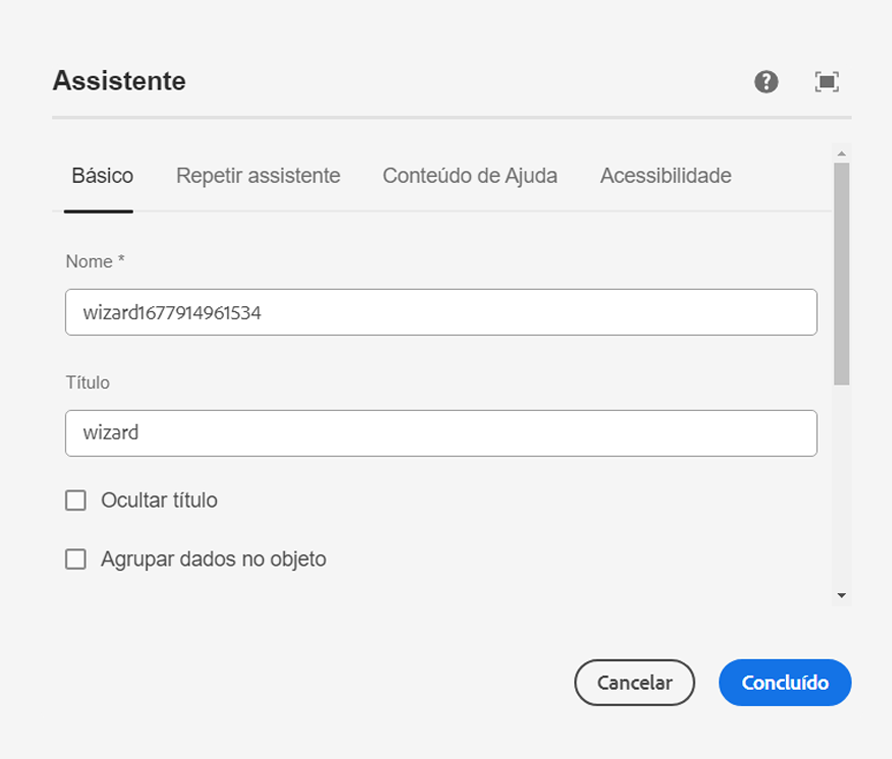 Assistente
Básico Repetir assistente Conteúdo de Ajuda Acessibilidade
Nome *
wizard1677914961534
Título
wizard
Ocultar título
Agrupar dados no objeto
Cancelar Concluído